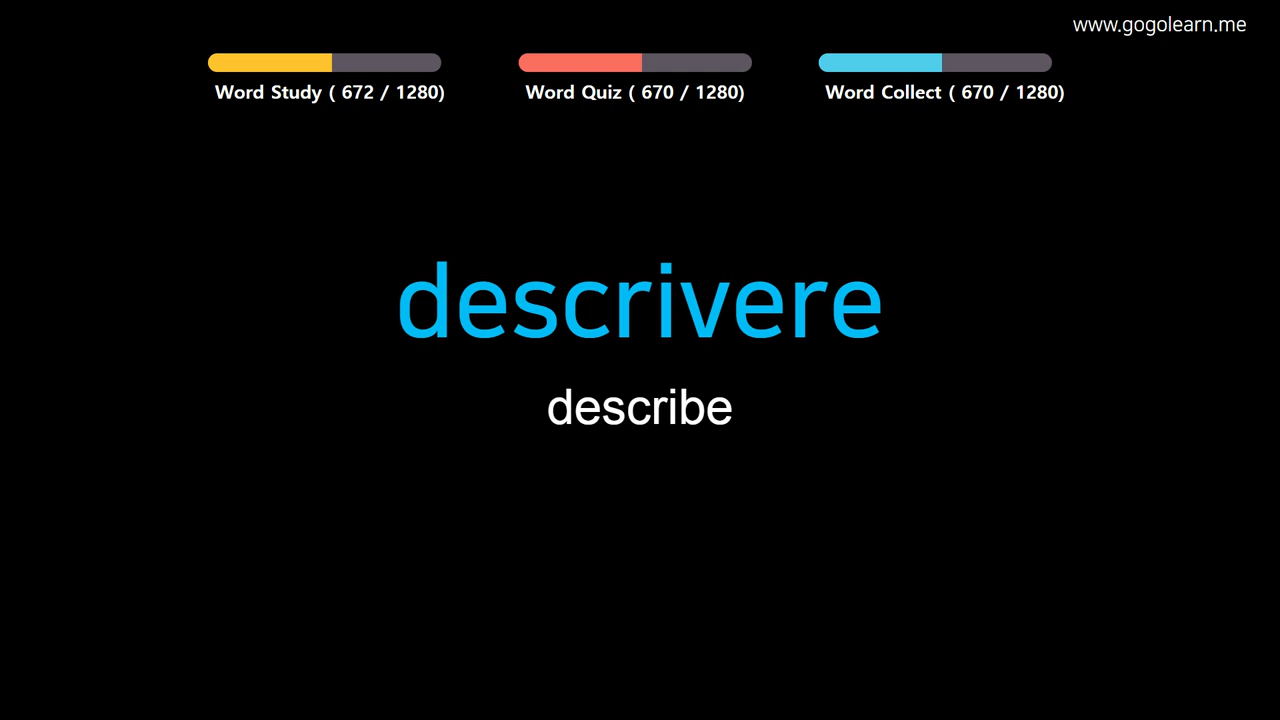 www.gogolearn.me
Word Study ( 672 / 1280)
Word Quiz ( 670 / 1280)
Word Collect ( 670 / 1280)
descrivere
describe